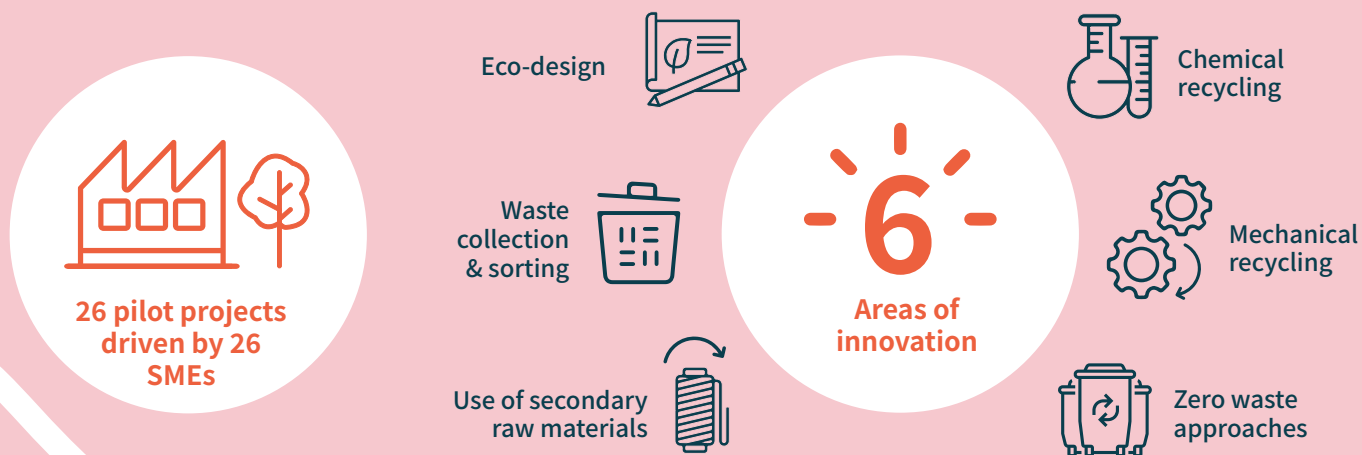 26 pilot projects
driven by 26
SMEs
Eco-design
Waste
collection
& sorting
Use of secondary
raw materials
6
Areas of
innovation
Chemical
recycling
Mechanical
recycling
Zero waste
approaches